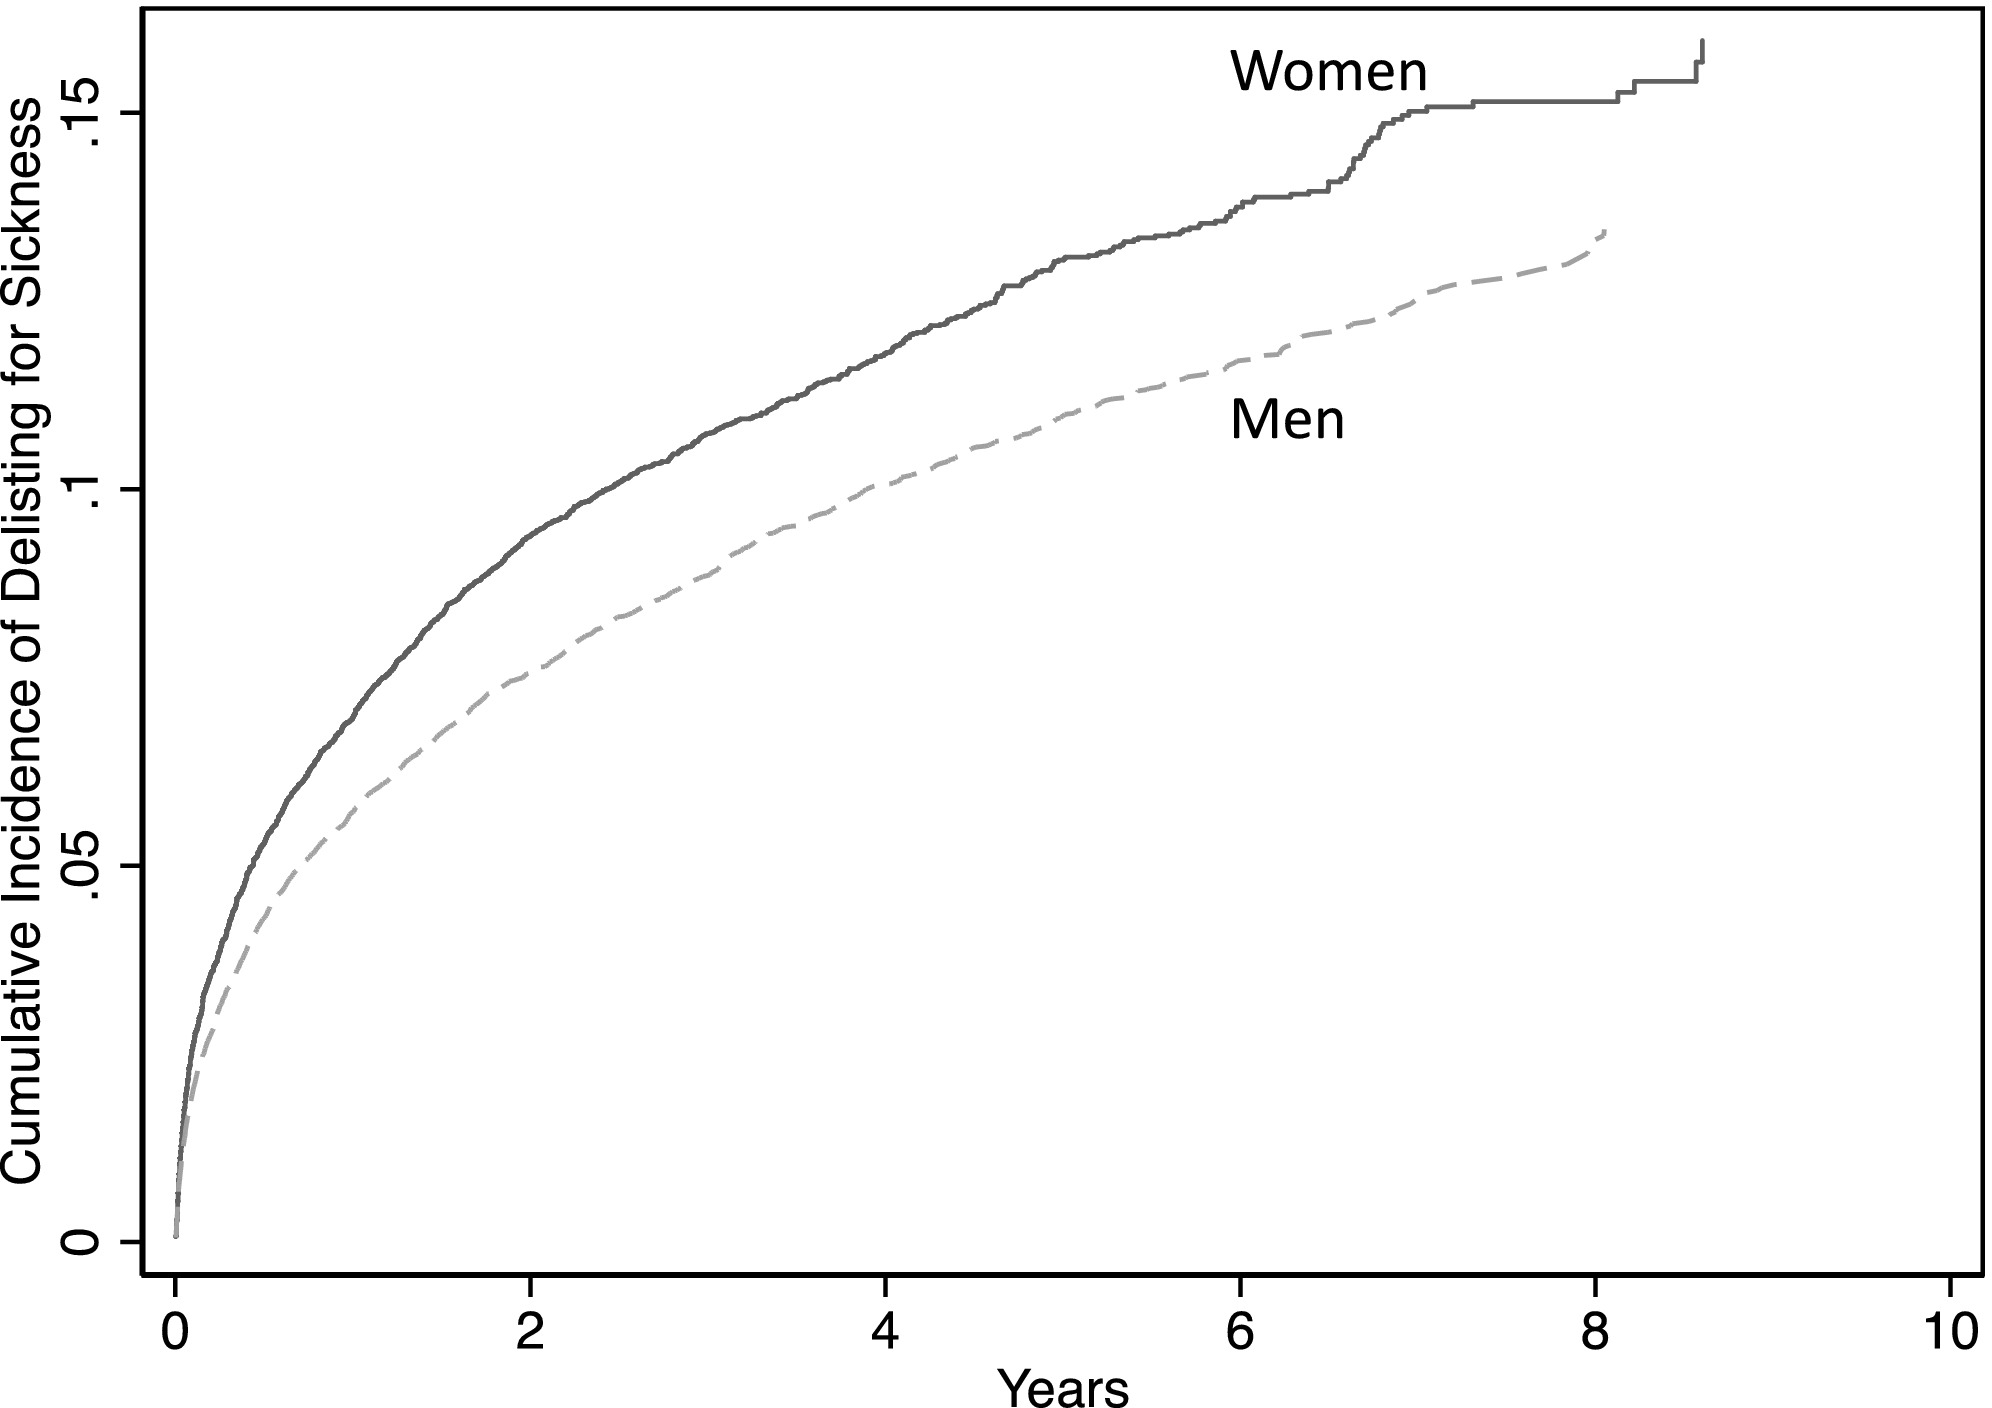 Cumulative Incidence of Delisting for Sickness
.15
.1
.05
0
Women
Men
0 2 4 6 8 10
Years